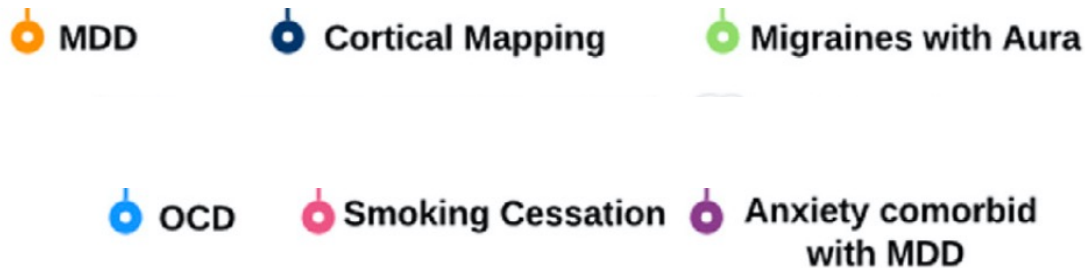 MDD
Cortical Mapping
Migraines with Aura
OCD
Smoking Cessation
Anxiety comorbid
with MDD